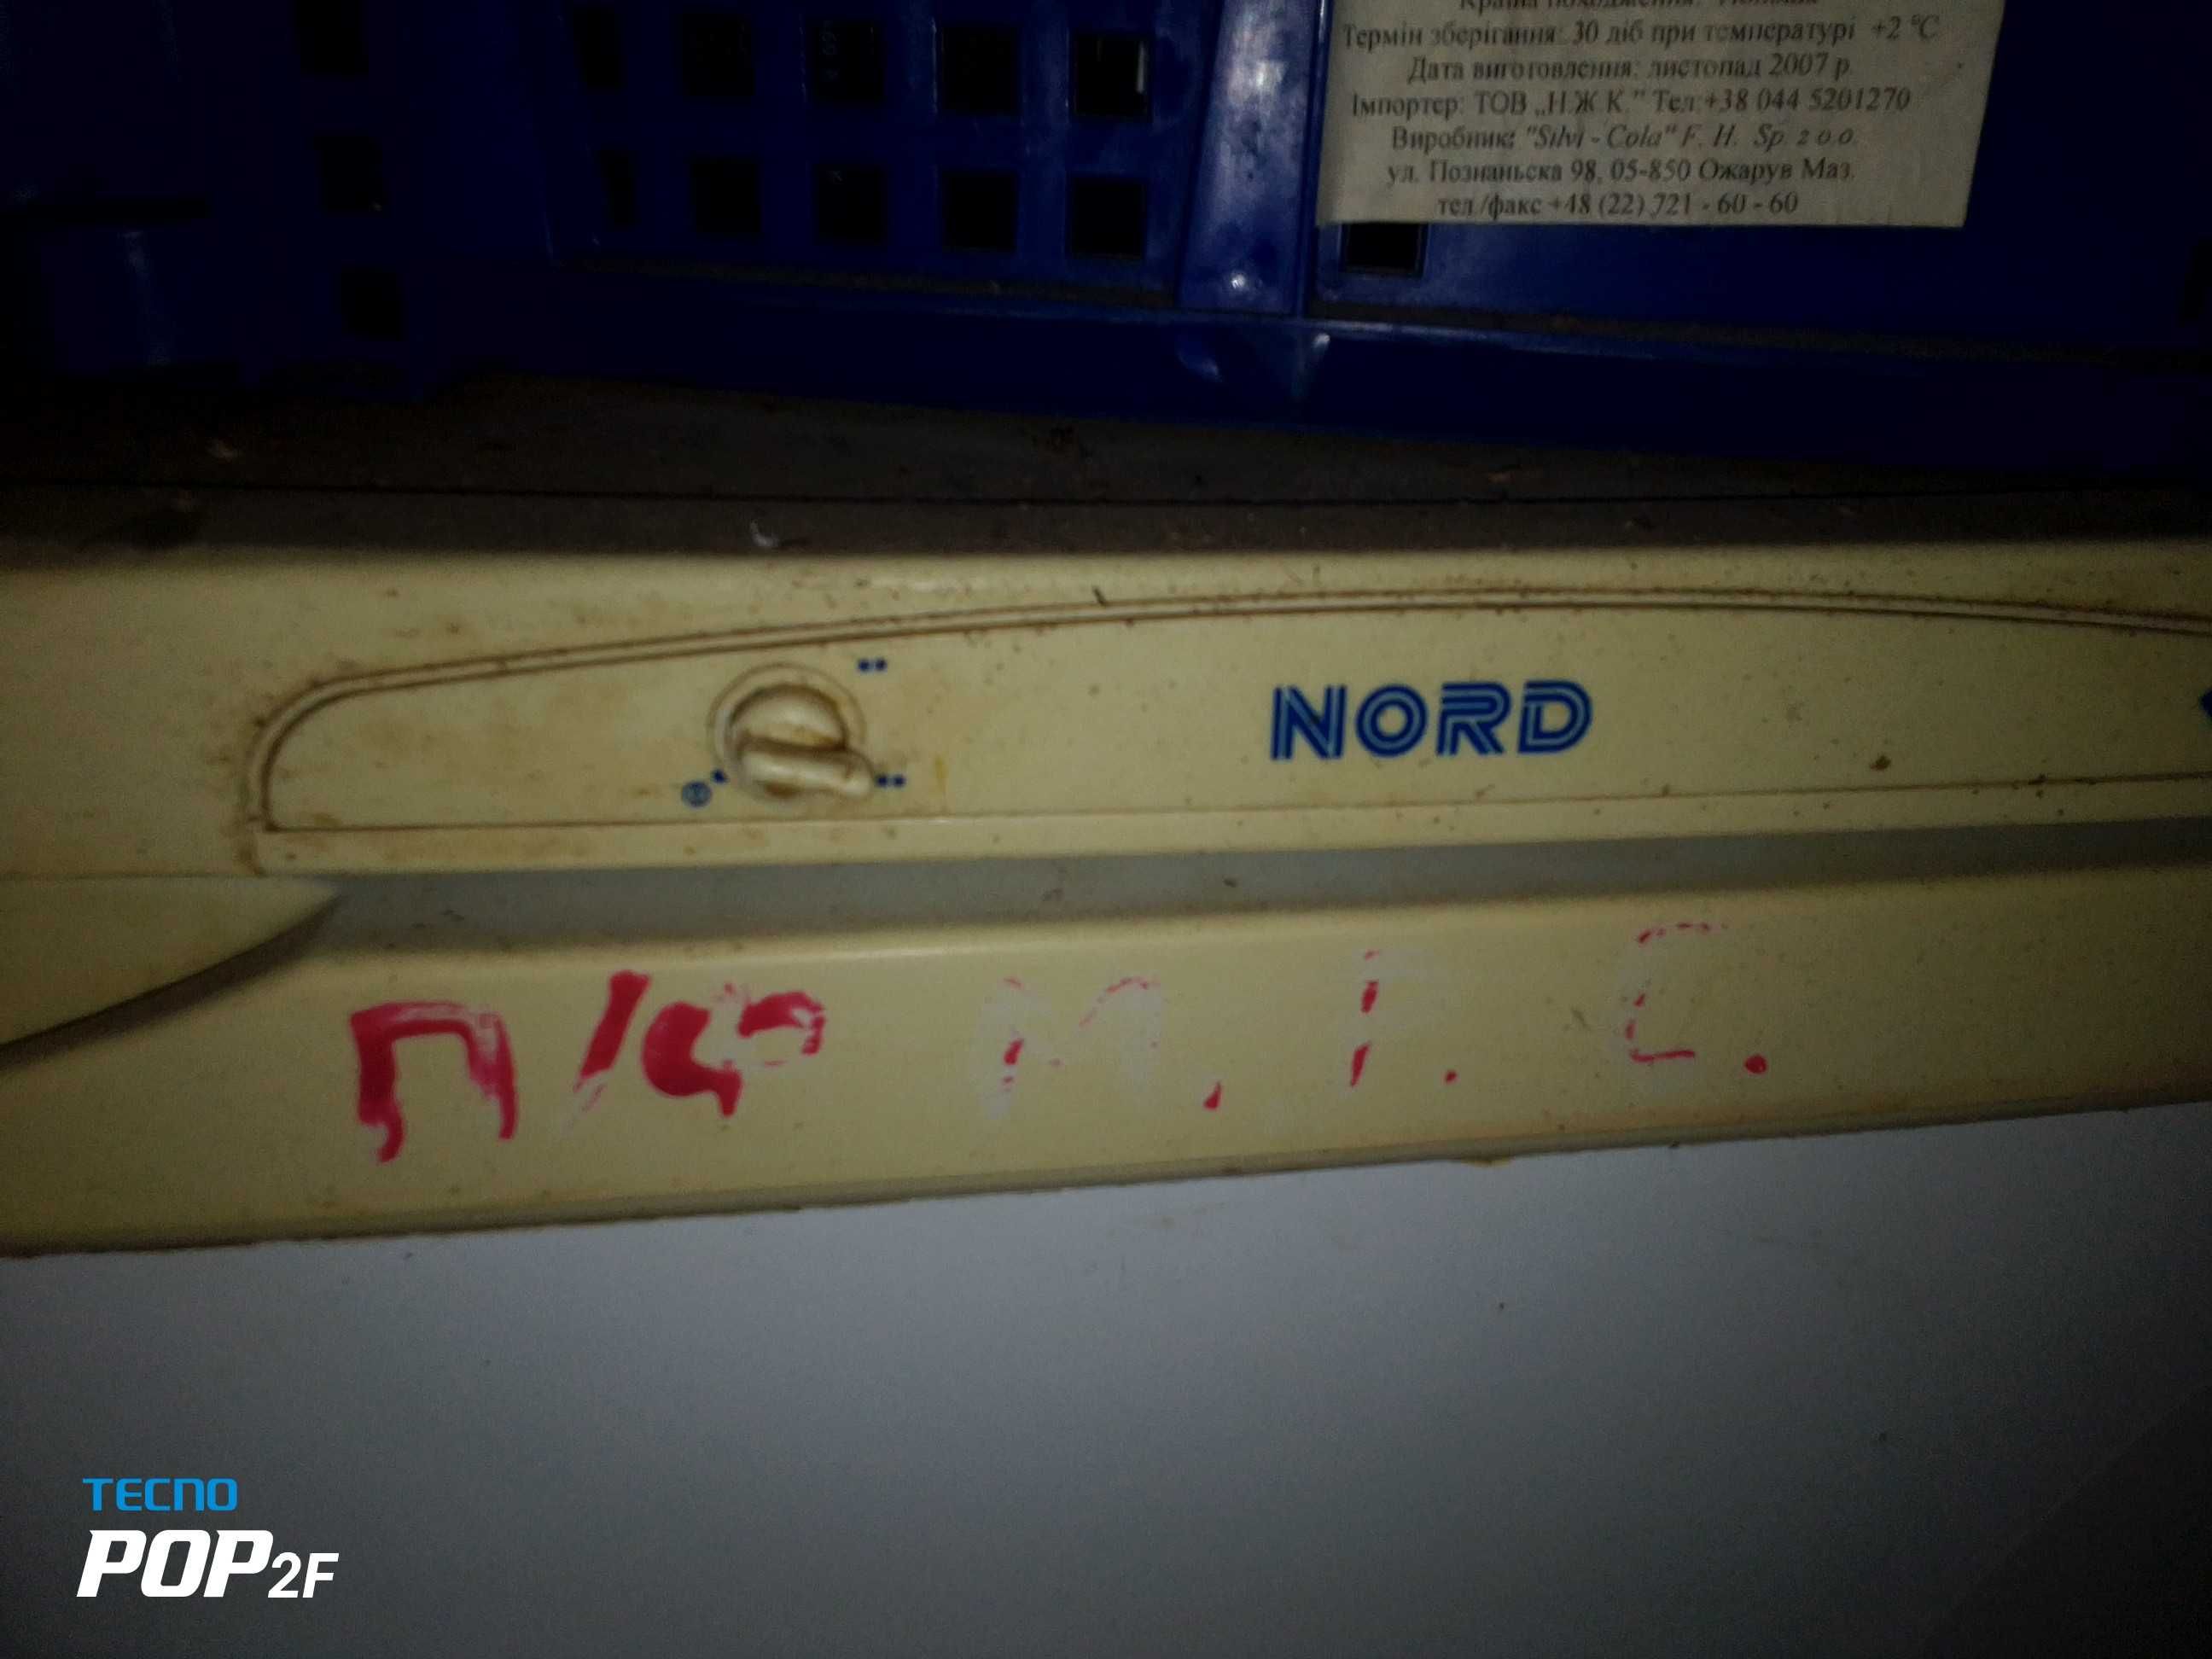 Термін зберігання: 30 діб при температурі +2 °C
Дата виготовлення: листопад 2007 р.
Імпортер: ТОВ „Н.Ж.К.” Тел:+38 044 5201270
Виробник: "Silvi - Cola" F. H. Sp. z o.o.
ул. Познаньска 98, 05-850 Ожарув Маз.
тел./факс +48 (22) 721 - 60 - 60
NORD
П/Ф М. Р. С.
TECNO
POP2F